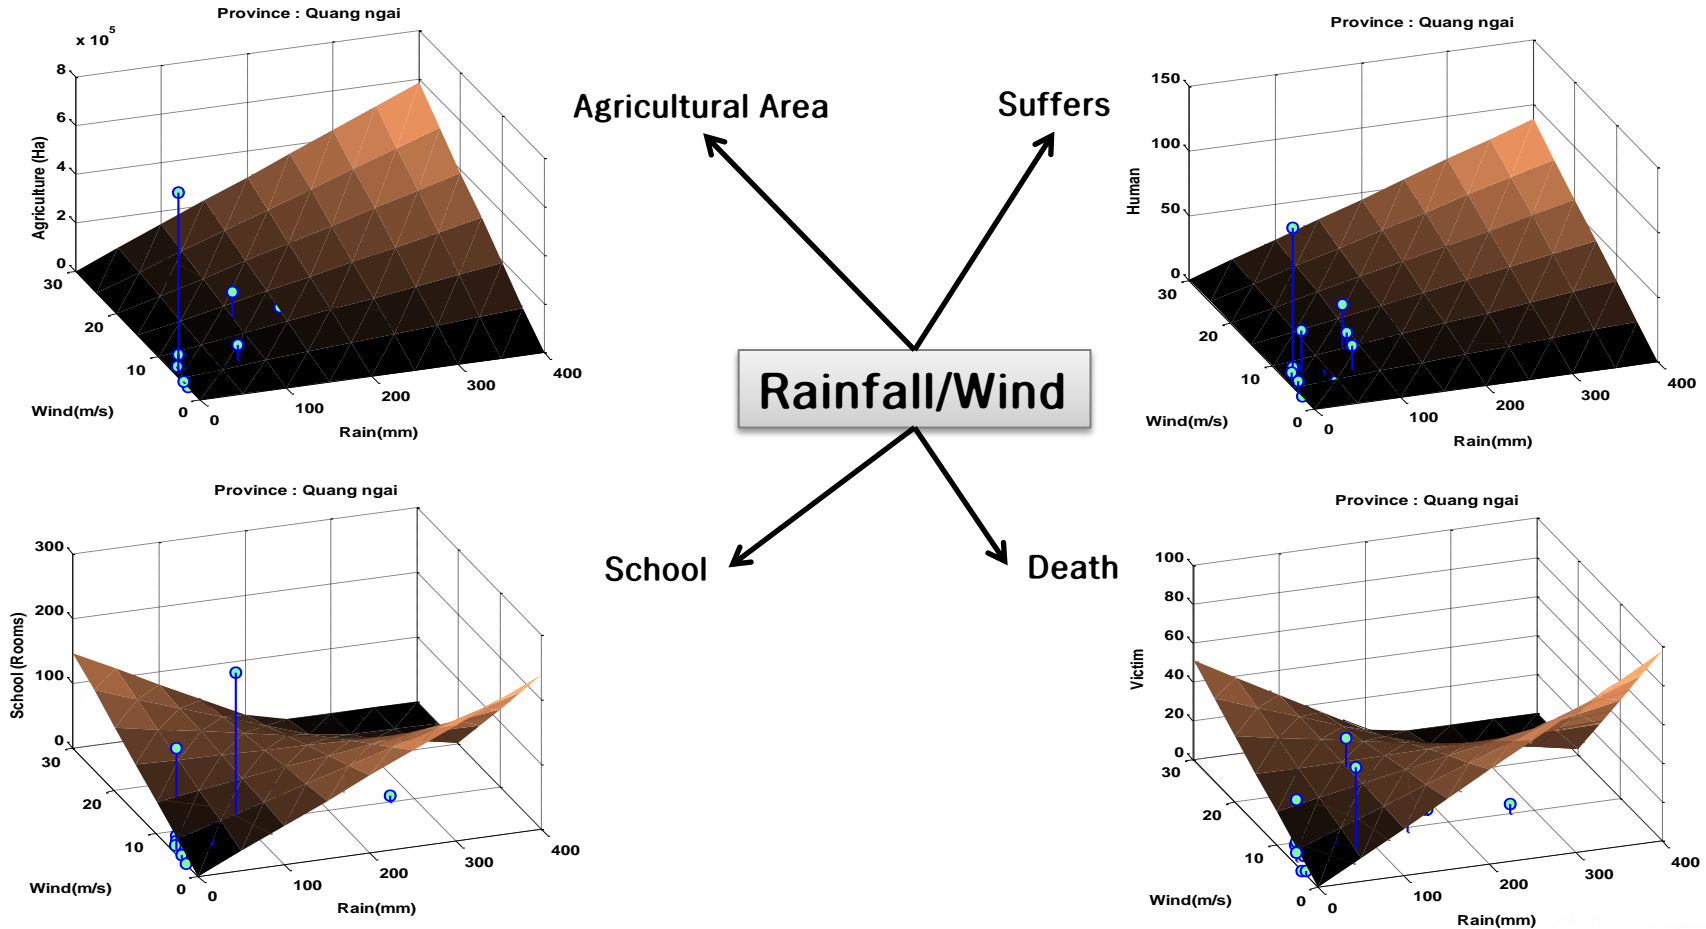 Province : Quang ngai
x 10^5
8
6
4
2
0
Agriculture (Ha)
30
20
10
0
Wind(m/s)
0
100
200
300
400
Rain(mm)
Agricultural Area
Suffers
Province : Quang ngai
150
100
50
0
Human
30
20
10
0
Wind(m/s)
0
100
200
300
400
Rain(mm)
Rainfall/Wind
School
Death
Province : Quang ngai
300
200
100
0
School (Rooms)
30
20
10
0
Wind(m/s)
0
100
200
300
400
Rain(mm)
Province : Quang ngai
100
80
60
40
20
0
Victim
30
20
10
0
Wind(m/s)
0
100
200
300
400
Rain(mm)